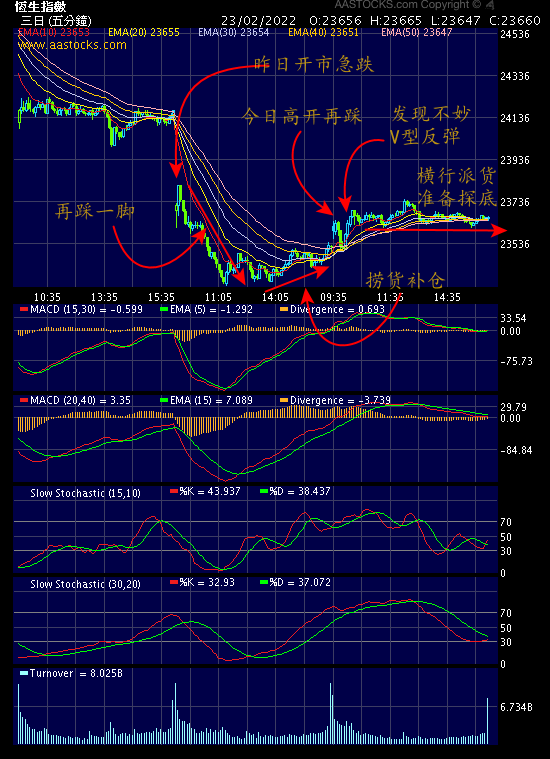 恆生指數
AASTOCKS.com Copyright ©
三日 (五分鐘) 23/02/2022 O:23656 H:23665 L:23647 C:23660
EMA(10) 23653 EMA(20) 23655 EMA(30) 23654 EMA(40) 23651 EMA(50) 23647
www.aastocks.com
24536
24336
24136
23936
23736
23536
昨日开市急跌
今日高开再踩
发现不妙
V型反弹
横行派货
准备探底
再踩一脚
捞货补仓
10:35 13:35 15:35 11:05 14:05 09:35 11:35 14:35
MACD (15,30) = -0.599 EMA (5) = -1.292 Divergence = 0.693
33.54
0.00
-75.73
MACD (20,40) = 3.35 EMA (15) = 7.089 Divergence = -3.739
29.79
0.00
-84.84
Slow Stochastic (15,10) %K = 43.937 %D = 38.437
70
50
30
0
Slow Stochastic (30,20) %K = 32.93 %D = 37.072
70
50
30
0
Turnover = 8.025B
6.734B